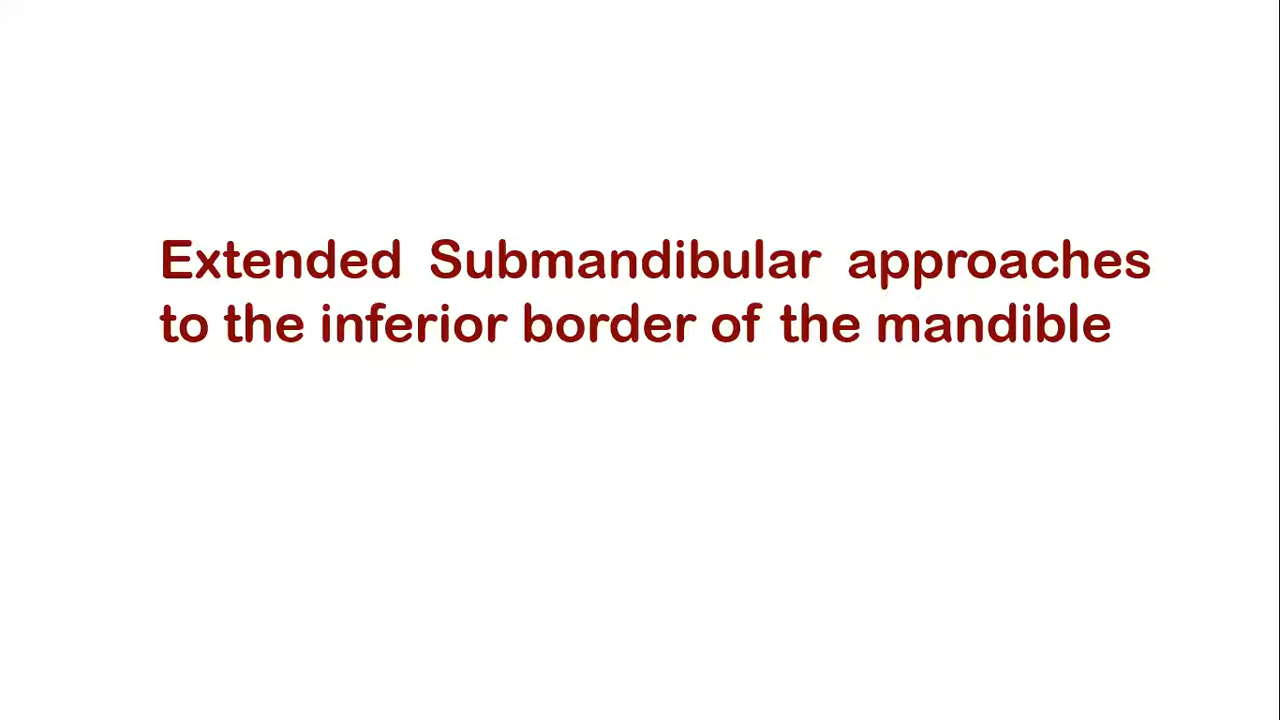 Extended Submandibular approaches
to the inferior border of the mandible